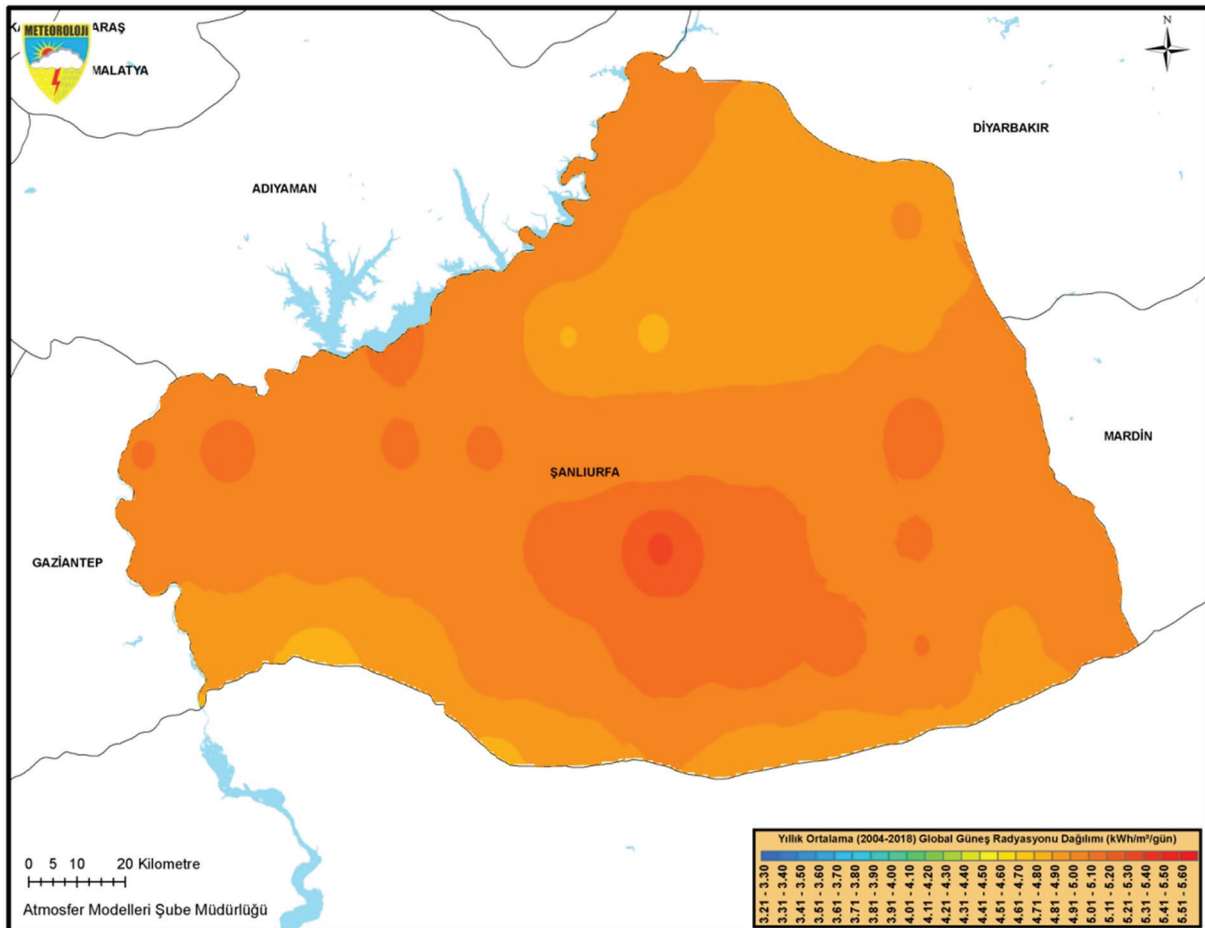 K
ARAŞ
METEOROLOJİ
MALATYA
N
DİYARBAKIR
ADIYAMAN
MARDİN
ŞANLIURFA
GAZİANTEP
0 5 10 20 Kilometre
Atmosfer Modelleri Şube Müdürlüğü
Yıllık Ortalama (2004-2018) Global Güneş Radyasyonu Dağılımı (kWh/m²/gün)
3.21 - 3.30
3.31 - 3.40
3.41 - 3.50
3.51 - 3.60
3.61 - 3.70
3.71 - 3.80
3.81 - 3.90
3.91 - 4.00
4.01 - 4.10
4.11 - 4.20
4.21 - 4.30
4.31 - 4.40
4.41 - 4.50
4.51 - 4.60
4.61 - 4.70
4.71 - 4.80
4.81 - 4.90
4.91 - 5.00
5.01 - 5.10
5.11 - 5.20
5.21 - 5.30
5.31 - 5.40
5.41 - 5.50
5.51 - 5.60